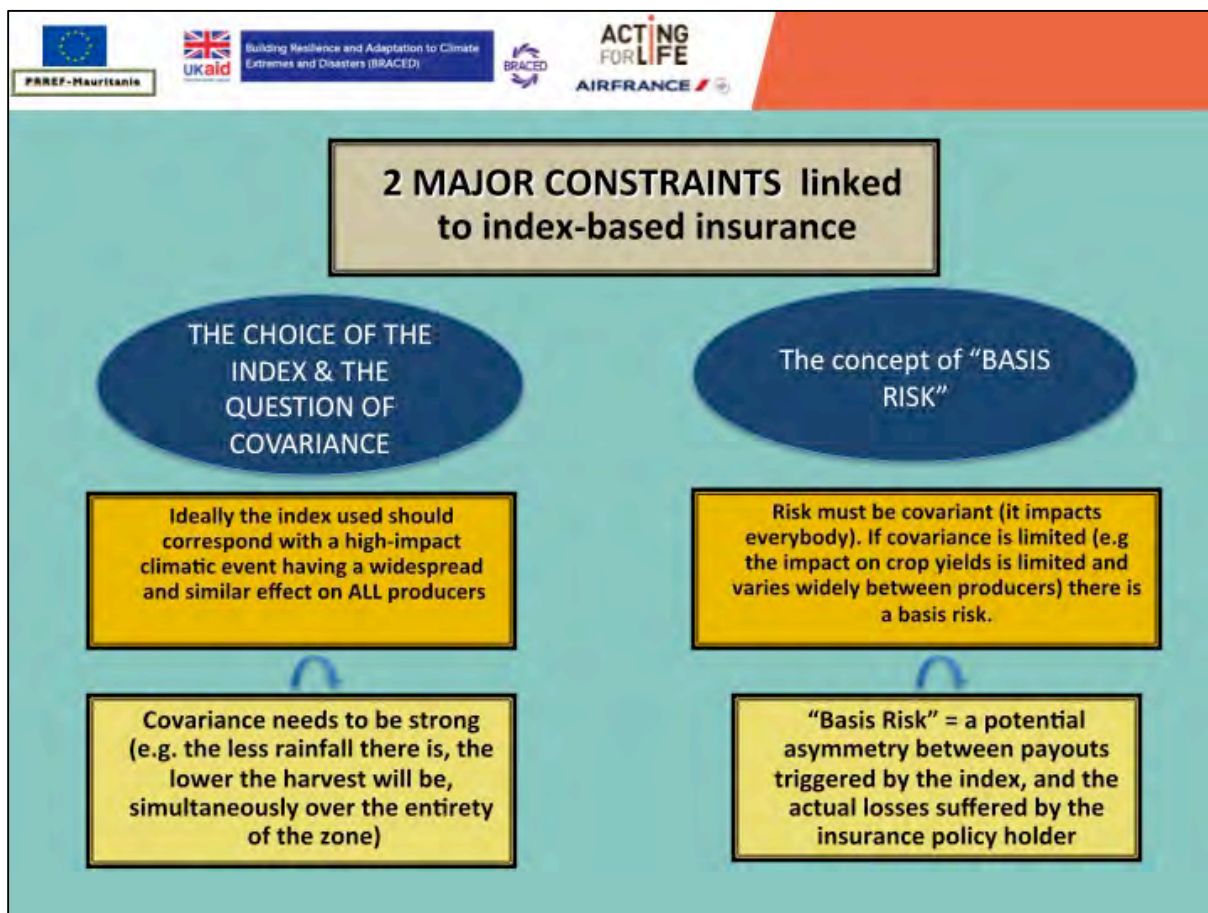 PRREF-Mauritanie
UKaid
Building Resilience and Adaptation to Climate
Extremes and Disasters (BRACED)
BRACED
ACTING
FOR LIFE
AIRFRANCE
2 MAJOR CONSTRAINTS linked
to index-based insurance
THE CHOICE OF THE
INDEX & THE
QUESTION OF
COVARIANCE
Ideally the index used should
correspond with a high-impact
climatic event having a widespread
and similar effect on ALL producers
Covariance needs to be strong
(e.g. the less rainfall there is, the
lower the harvest will be,
simultaneously over the entirety
of the zone)
The concept of “BASIS
RISK”
Risk must be covariant (it impacts
everybody). If covariance is limited (e.g
the impact on crop yields is limited and
varies widely between producers) there is
a basis risk.
“Basis Risk” = a potential
asymmetry between payouts
triggered by the index, and the
actual losses suffered by the
insurance policy holder